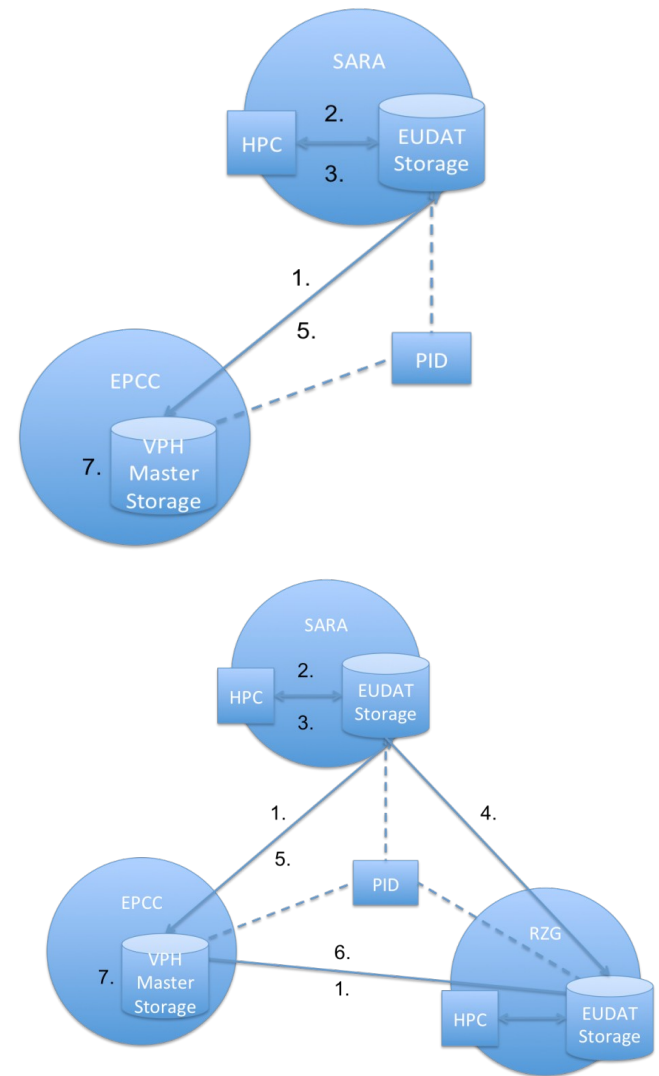 SARA
2.
HPC
EUDAT
Storage
3.
1.
5.
PID
EPCC
VPH
Master
Storage
7.
SARA
2.
HPC
EUDAT
Storage
3.
1.
4.
5.
PID
EPCC
VPH
Master
Storage
7.
6.
1.
RZG
HPC
EUDAT
Storage